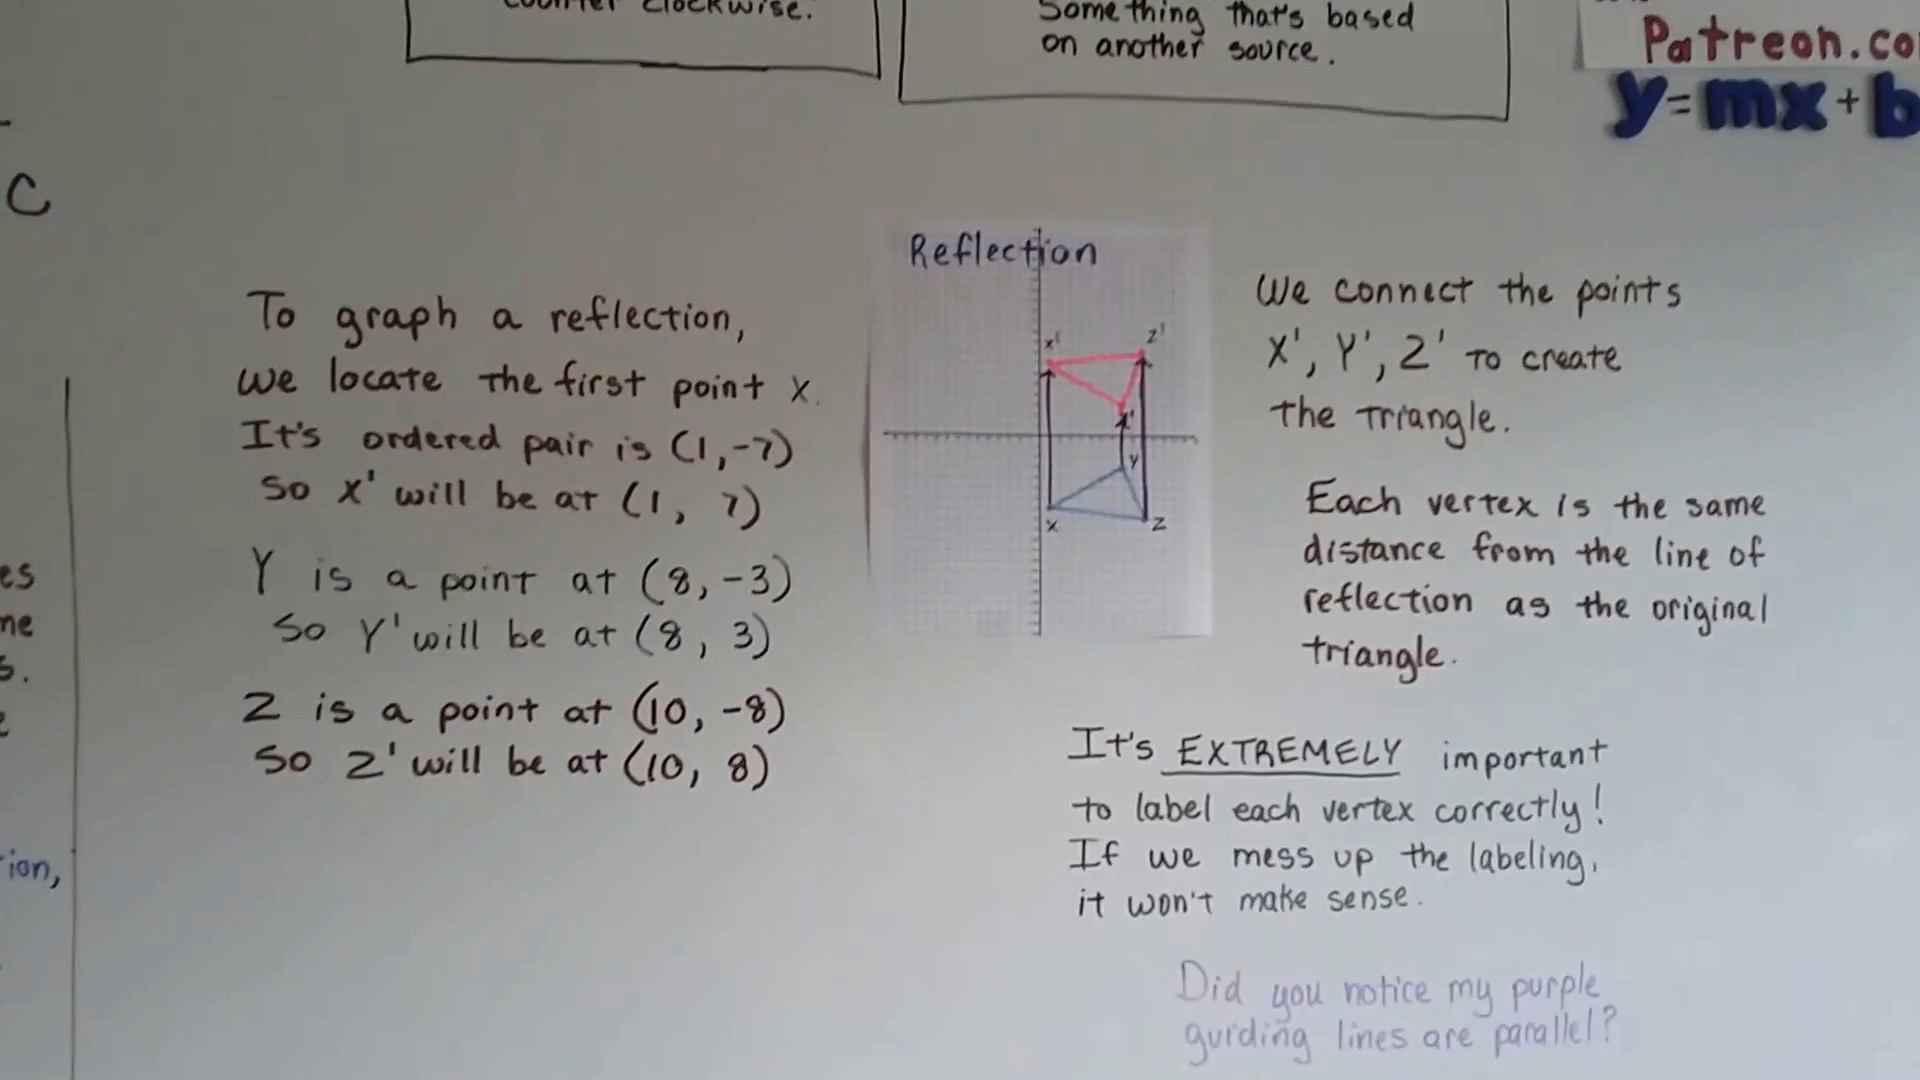 counter clockwise.
Something that's based
on another source.
Patreon.co
y=mx+b
C
To graph a reflection,
we locate the first point x.
It's ordered pair is (1,-7)
So x' will be at (1, 7)
Y is a point at (8,-3)
So Y' will be at (8, 3)
Z is a point at (10,-8)
So Z' will be at (10, 8)
Reflection
x'
z'
Y
x
z
We connect the points
X', Y', Z' to create
the triangle.
Each vertex is the same
distance from the line of
reflection as the original
triangle.
It's EXTREMELY important
to label each vertex correctly!
If we mess up the labeling,
it won't make sense.
Did you notice my purple
guiding lines are parallel?
es
me
s.
ion,